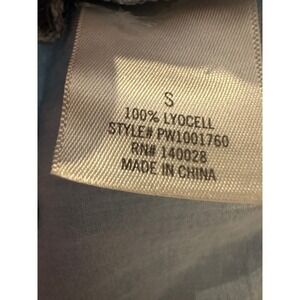 S
100% LYOCELL
STYLE# PW1001760
RN# 140028
MADE IN CHINA